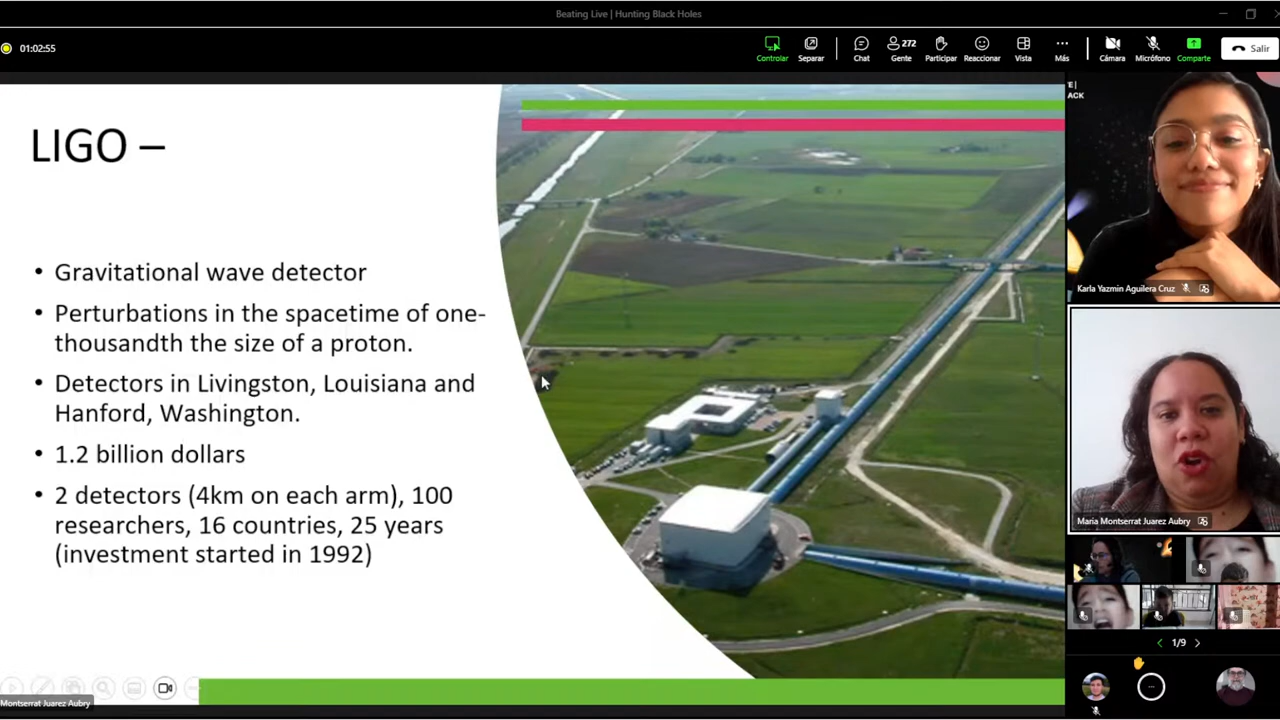 Beating Live | Hunting Black Holes
01:02:55
Controlar
Separar
Chat
272
Gente
Participar
Reaccionar
Vista
Más
Cámara
Micrófono
Comparte
Salir
LIGO –
• Gravitational wave detector
• Perturbations in the spacetime of one-
thousandth the size of a proton.
• Detectors in Livingston, Louisiana and
Hanford, Washington.
• 1.2 billion dollars
• 2 detectors (4km on each arm), 100
researchers, 16 countries, 25 years
(investment started in 1992)
Montserrat Juarez Aubry
E |
ACK
Karla Yazmin Aguilera Cruz
Maria Montserrat Juarez Aubry
1/9